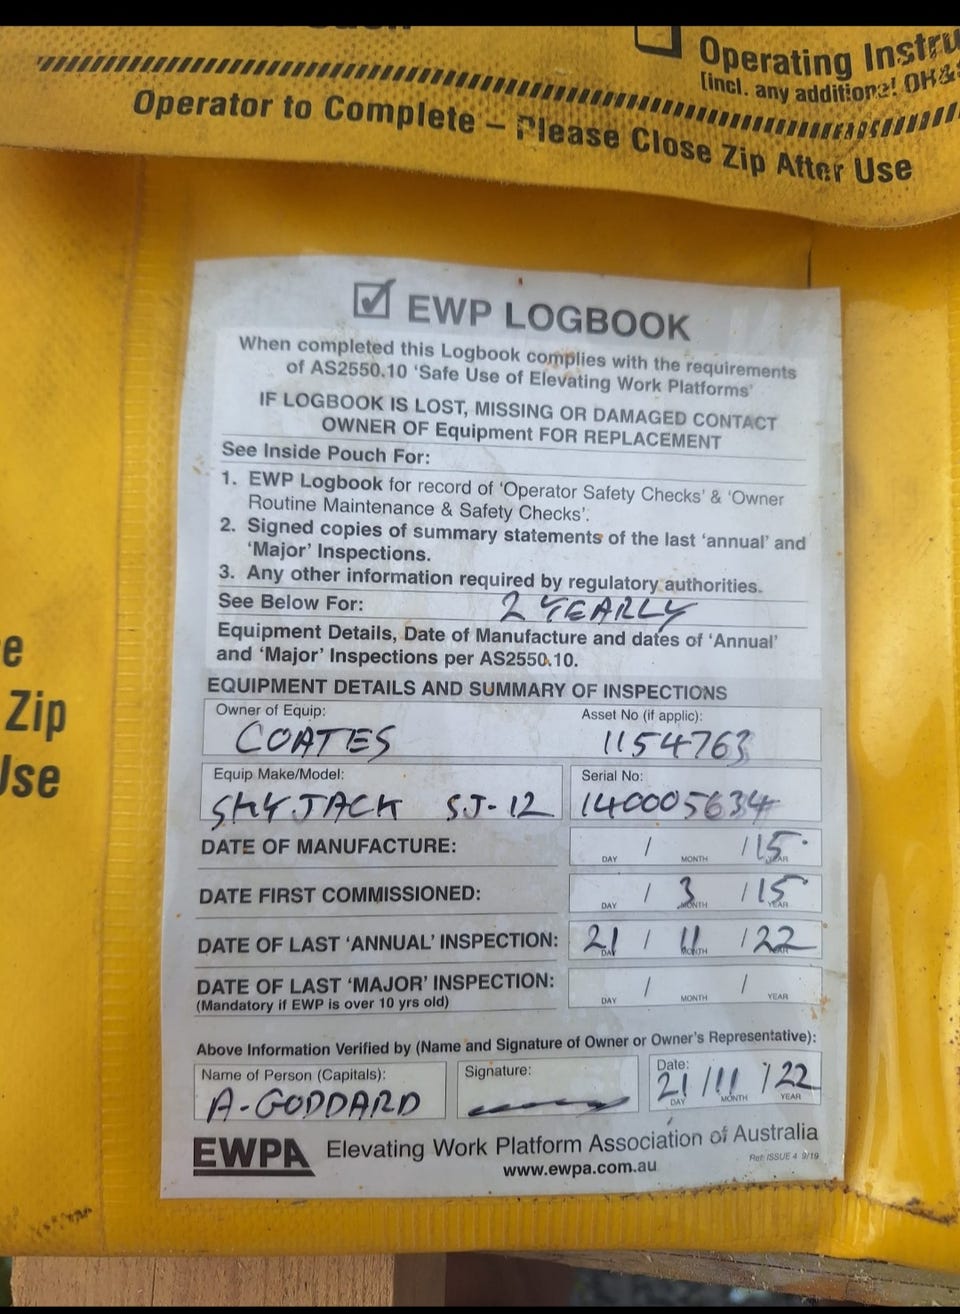 Operating Instru
[incl. any additional OH&S
Operator to Complete – Please Close Zip After Use
e
Zip
Use
EWP LOGBOOK
When completed this Logbook complies with the requirements
of AS2550.10 'Safe Use of Elevating Work Platforms'
IF LOGBOOK IS LOST, MISSING OR DAMAGED CONTACT
OWNER OF Equipment FOR REPLACEMENT
See Inside Pouch For:
1. EWP Logbook for record of 'Operator Safety Checks' & 'Owner
Routine Maintenance & Safety Checks'.
2. Signed copies of summary statements of the last 'annual' and
'Major' Inspections.
3. Any other information required by regulatory authorities.
See Below For: 2 YEARLY
Equipment Details, Date of Manufacture and dates of 'Annual'
and 'Major' Inspections per AS2550.10.
EQUIPMENT DETAILS AND SUMMARY OF INSPECTIONS
Owner of Equip: Asset No (if applic):
COATES 1154763
Equip Make/Model: Serial No:
SKYJACK SJ-12 140005634
DATE OF MANUFACTURE: / /15
DAY MONTH YEAR
DATE FIRST COMMISSIONED: / 3 /15
DAY MONTH YEAR
DATE OF LAST 'ANNUAL' INSPECTION: 21 / 11 /22
DAY MONTH YEAR
DATE OF LAST 'MAJOR' INSPECTION: / /
(Mandatory if EWP is over 10 yrs old) DAY MONTH YEAR
Above Information Verified by (Name and Signature of Owner or Owner's Representative):
Name of Person (Capitals): Signature: Date:
A-GODDARD 21 / 11 / 22
DAY MONTH YEAR
EWPA Elevating Work Platform Association of Australia
www.ewpa.com.au Ref: ISSUE 4 9/19